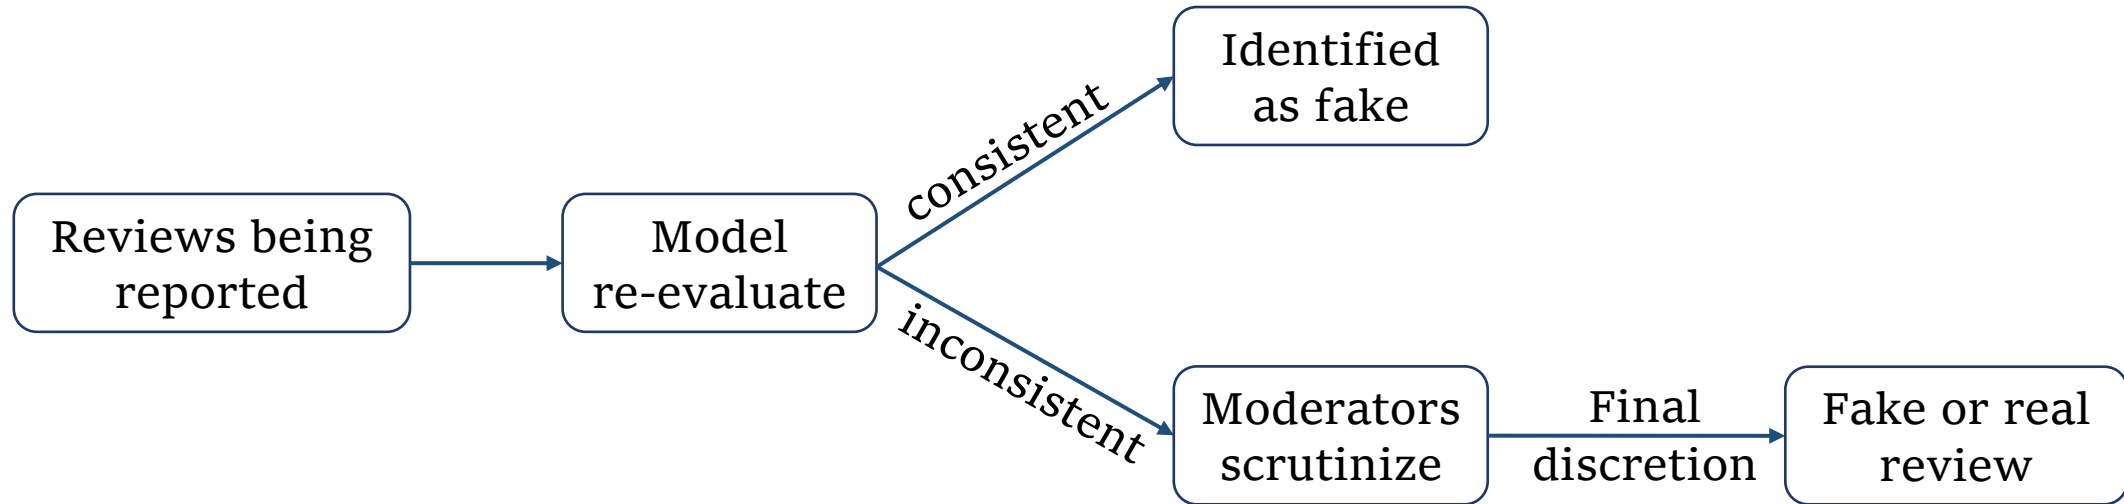 Reviews being
reported
Model
re-evaluate
consistent
Identified
as fake
inconsistent
Moderators
scrutinize
Final
discretion
Fake or real
review